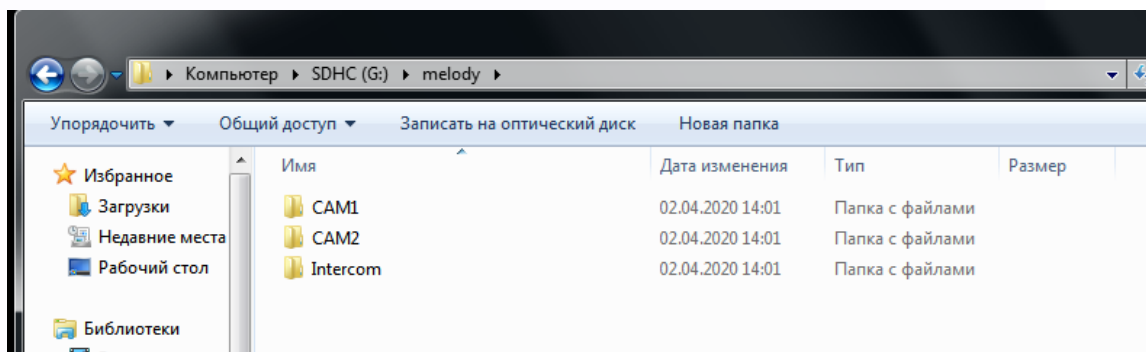 Компьютер SDHC (G:) melody
Упорядочить Общий доступ Записать на оптический диск Новая папка
Избранное
Загрузки
Недавние места
Рабочий стол
Библиотеки
Имя Дата изменения Тип Размер
CAM1 02.04.2020 14:01 Папка с файлами
CAM2 02.04.2020 14:01 Папка с файлами
Intercom 02.04.2020 14:01 Папка с файлами